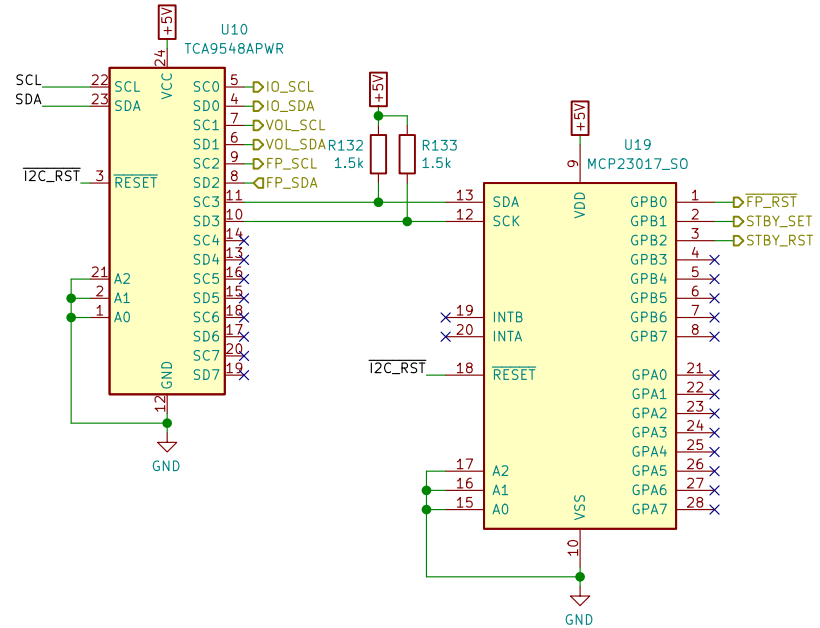 +5V
U10
TCA9548APWR
24
VCC
SCL
22
SCL
SDA
23
SDA
I2C_RST
3
RESET
21
A2
2
A1
1
A0
GND
12
GND
SC0
5
IO_SCL
SD0
4
IO_SDA
SC1
7
VOL_SCL
SD1
6
VOL_SDA
SC2
9
FP_SCL
SD2
8
FP_SDA
SC3
11
SD3
10
SC4
14
SD4
13
SC5
16
SD5
15
SC6
18
SD6
17
SC7
20
SD7
19
+5V
R132
1.5k
R133
1.5k
+5V
U19
MCP23017_SO
9
VDD
13
SDA
12
SCK
19
INTB
20
INTA
I2C_RST
18
RESET
17
A2
16
A1
15
A0
VSS
10
GND
GPB0
1
FP_RST
GPB1
2
STBY_SET
GPB2
3
STBY_RST
GPB3
4
GPB4
5
GPB5
6
GPB6
7
GPB7
8
GPA0
21
GPA1
22
GPA2
23
GPA3
24
GPA4
25
GPA5
26
GPA6
27
GPA7
28